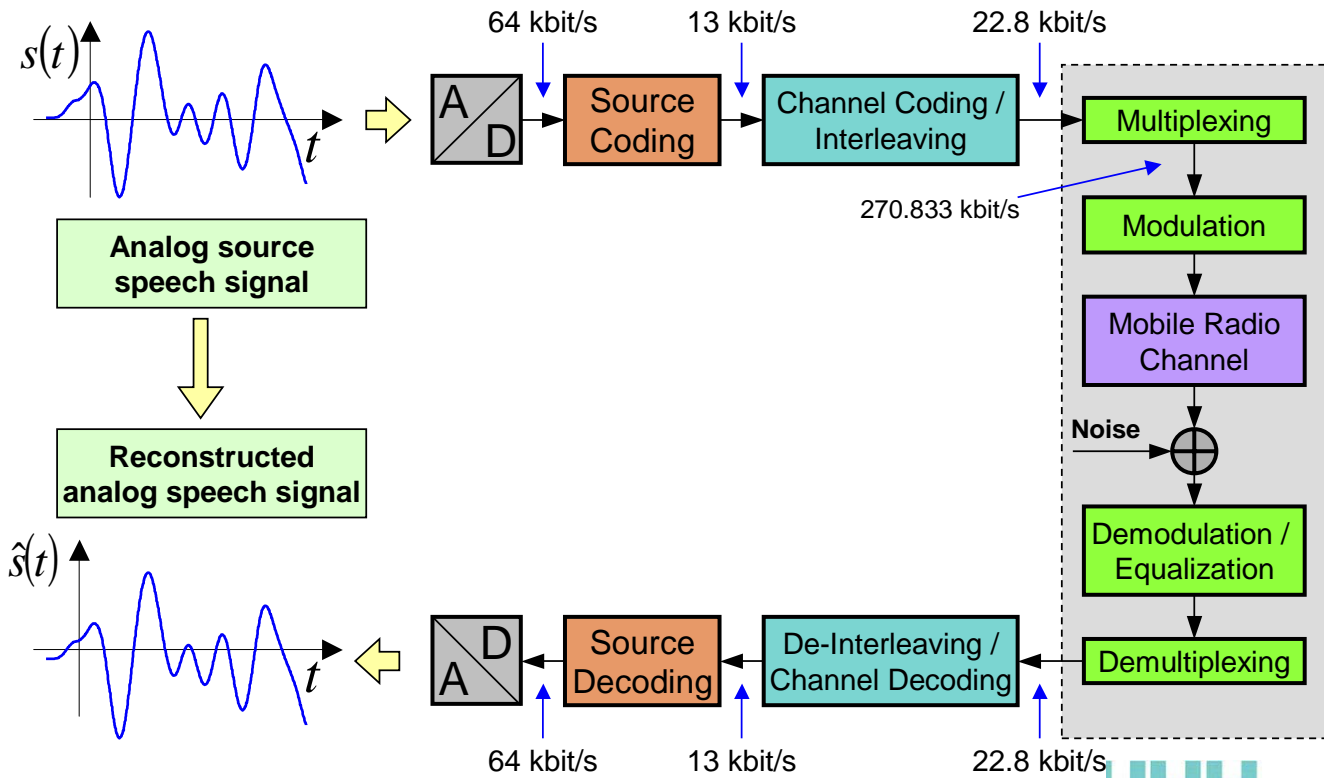 64 kbit/s
13 kbit/s
22.8 kbit/s
s(t)
t
A
D
Source
Coding
Channel Coding /
Interleaving
Multiplexing
270.833 kbit/s
Modulation
Analog source
speech signal
Mobile Radio
Channel
Noise
Reconstructed
analog speech signal
Demodulation /
Equalization
ŝ(t)
t
D
A
Source
Decoding
De-Interleaving /
Channel Decoding
Demultiplexing
64 kbit/s
13 kbit/s
22.8 kbit/s